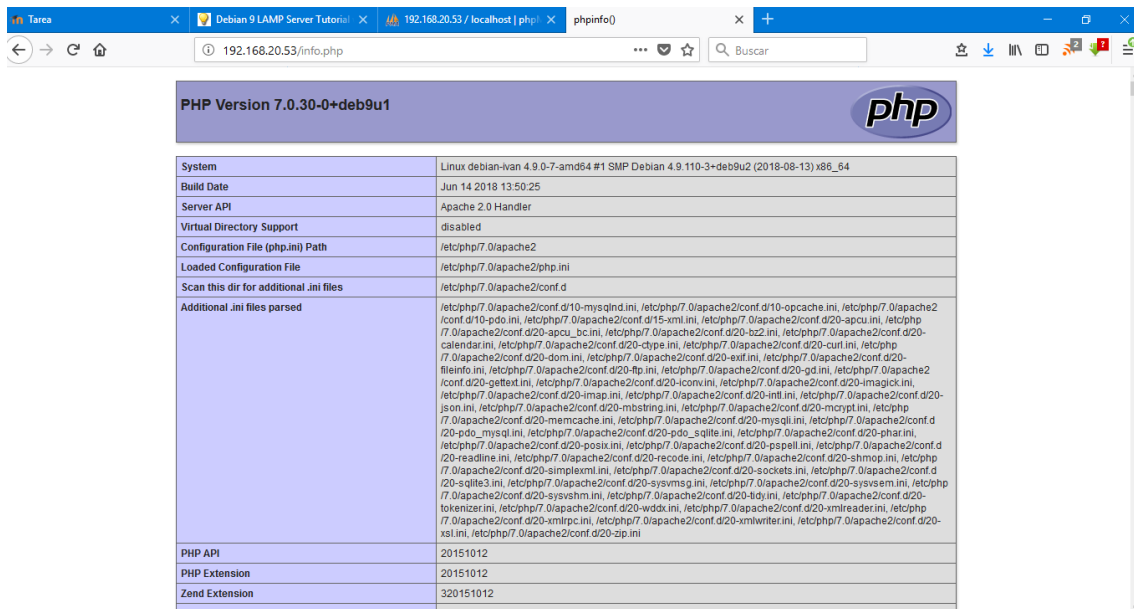 Tarea
Debian 9 LAMP Server Tutorial
192.168.20.53 / localhost | phpM
phpinfo()
192.168.20.53/info.php
Buscar
2
?
PHP Version 7.0.30-0+deb9u1
php
System Linux debian-ivan 4.9.0-7-amd64 #1 SMP Debian 4.9.110-3+deb9u2 (2018-08-13) x86_64
Build Date Jun 14 2018 13:50:25
Server API Apache 2.0 Handler
Virtual Directory Support disabled
Configuration File (php.ini) Path /etc/php/7.0/apache2
Loaded Configuration File /etc/php/7.0/apache2/php.ini
Scan this dir for additional .ini files /etc/php/7.0/apache2/conf.d
Additional .ini files parsed /etc/php/7.0/apache2/conf.d/10-mysqlnd.ini, /etc/php/7.0/apache2/conf.d/10-opcache.ini, /etc/php/7.0/apache2
/conf.d/10-pdo.ini, /etc/php/7.0/apache2/conf.d/15-xml.ini, /etc/php/7.0/apache2/conf.d/20-apcu.ini, /etc/php
/7.0/apache2/conf.d/20-apcu_bc.ini, /etc/php/7.0/apache2/conf.d/20-bz2.ini, /etc/php/7.0/apache2/conf.d/20-
calendar.ini, /etc/php/7.0/apache2/conf.d/20-ctype.ini, /etc/php/7.0/apache2/conf.d/20-curl.ini, /etc/php
/7.0/apache2/conf.d/20-dom.ini, /etc/php/7.0/apache2/conf.d/20-exif.ini, /etc/php/7.0/apache2/conf.d/20-
fileinfo.ini, /etc/php/7.0/apache2/conf.d/20-ftp.ini, /etc/php/7.0/apache2/conf.d/20-gd.ini, /etc/php/7.0/apache2
/conf.d/20-gettext.ini, /etc/php/7.0/apache2/conf.d/20-iconv.ini, /etc/php/7.0/apache2/conf.d/20-imagick.ini,
/etc/php/7.0/apache2/conf.d/20-imap.ini, /etc/php/7.0/apache2/conf.d/20-intl.ini, /etc/php/7.0/apache2/conf.d/20-
json.ini, /etc/php/7.0/apache2/conf.d/20-mbstring.ini, /etc/php/7.0/apache2/conf.d/20-mcrypt.ini, /etc/php
/7.0/apache2/conf.d/20-memcache.ini, /etc/php/7.0/apache2/conf.d/20-mysqli.ini, /etc/php/7.0/apache2/conf.d
/20-pdo_mysql.ini, /etc/php/7.0/apache2/conf.d/20-pdo_sqlite.ini, /etc/php/7.0/apache2/conf.d/20-phar.ini,
/etc/php/7.0/apache2/conf.d/20-posix.ini, /etc/php/7.0/apache2/conf.d/20-pspell.ini, /etc/php/7.0/apache2/conf.d
/20-readline.ini, /etc/php/7.0/apache2/conf.d/20-recode.ini, /etc/php/7.0/apache2/conf.d/20-shmop.ini, /etc/php
/7.0/apache2/conf.d/20-simplexml.ini, /etc/php/7.0/apache2/conf.d/20-sockets.ini, /etc/php/7.0/apache2/conf.d
/20-sqlite3.ini, /etc/php/7.0/apache2/conf.d/20-sysvmsg.ini, /etc/php/7.0/apache2/conf.d/20-sysvsem.ini, /etc/php
/7.0/apache2/conf.d/20-sysvshm.ini, /etc/php/7.0/apache2/conf.d/20-tidy.ini, /etc/php/7.0/apache2/conf.d/20-
tokenizer.ini, /etc/php/7.0/apache2/conf.d/20-wddx.ini, /etc/php/7.0/apache2/conf.d/20-xmlreader.ini, /etc/php
/7.0/apache2/conf.d/20-xmlrpc.ini, /etc/php/7.0/apache2/conf.d/20-xmlwriter.ini, /etc/php/7.0/apache2/conf.d/20-
xsl.ini, /etc/php/7.0/apache2/conf.d/20-zip.ini
PHP API 20151012
PHP Extension 20151012
Zend Extension 320151012